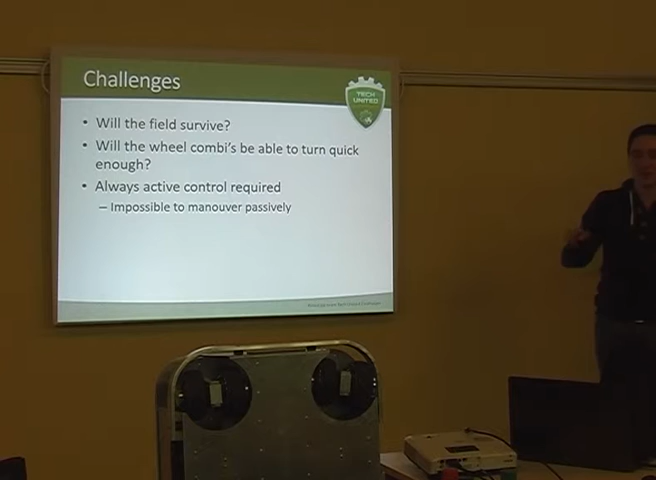 Challenges
TECH
UNITED
• Will the field survive?
• Will the wheel combi's be able to turn quick
enough?
• Always active control required
– Impossible to manouver passively